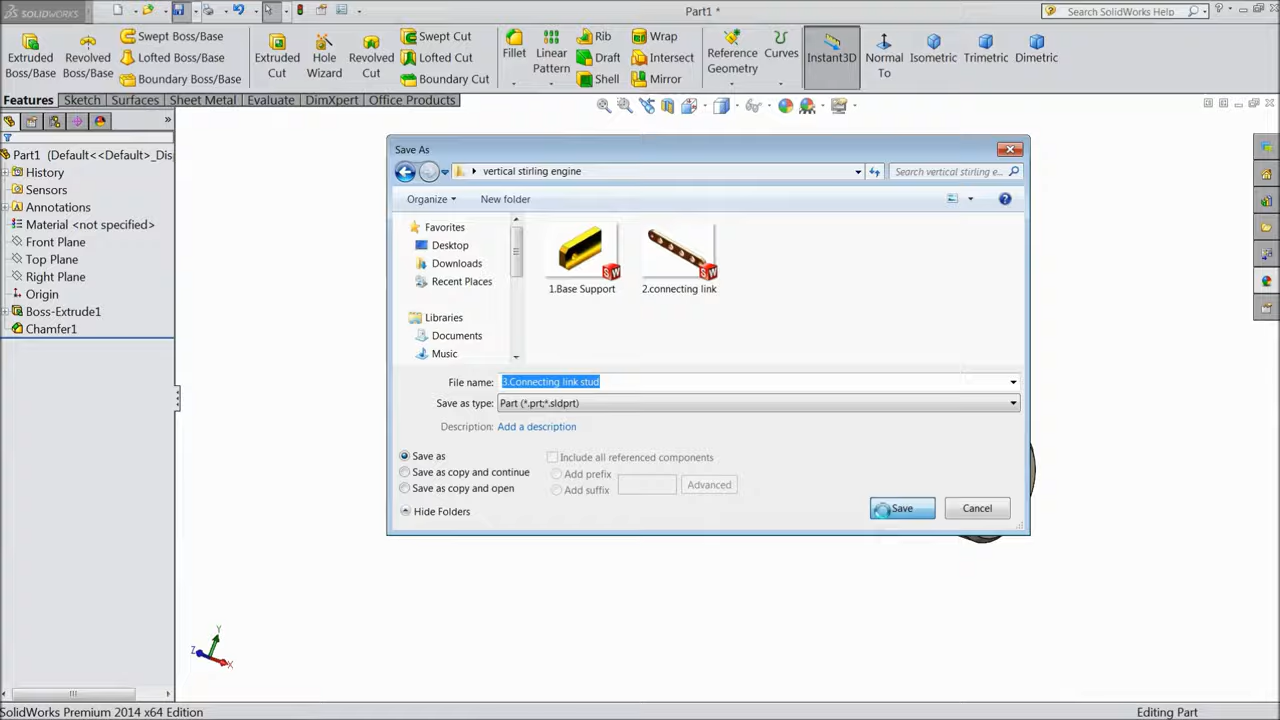 SOLIDWORKS
Part1 *
Search SolidWorks Help
Extruded Boss/Base
Revolved Boss/Base
Swept Boss/Base
Lofted Boss/Base
Boundary Boss/Base
Extruded Cut
Hole Wizard
Revolved Cut
Swept Cut
Lofted Cut
Boundary Cut
Fillet
Linear Pattern
Rib
Draft
Shell
Wrap
Intersect
Mirror
Reference Geometry
Curves
Instant3D
Normal To
Isometric
Trimetric
Dimetric
Features
Sketch
Surfaces
Sheet Metal
Evaluate
DimXpert
Office Products
Part1 (Default<<Default>_Dis
History
Sensors
Annotations
Material <not specified>
Front Plane
Top Plane
Right Plane
Origin
Boss-Extrude1
Chamfer1
Save As
vertical stirling engine
Search vertical stirling e...
Organize
New folder
Favorites
Desktop
Downloads
Recent Places
Libraries
Documents
Music
1.Base Support
2.connecting link
File name: 3.Connecting link stud
Save as type: Part (*.prt;*.sldprt)
Description: Add a description
Save as
Save as copy and continue
Save as copy and open
Include all referenced components
Add prefix
Add suffix
Advanced
Hide Folders
Save
Cancel
Y
Z
X
SolidWorks Premium 2014 x64 Edition
Editing Part